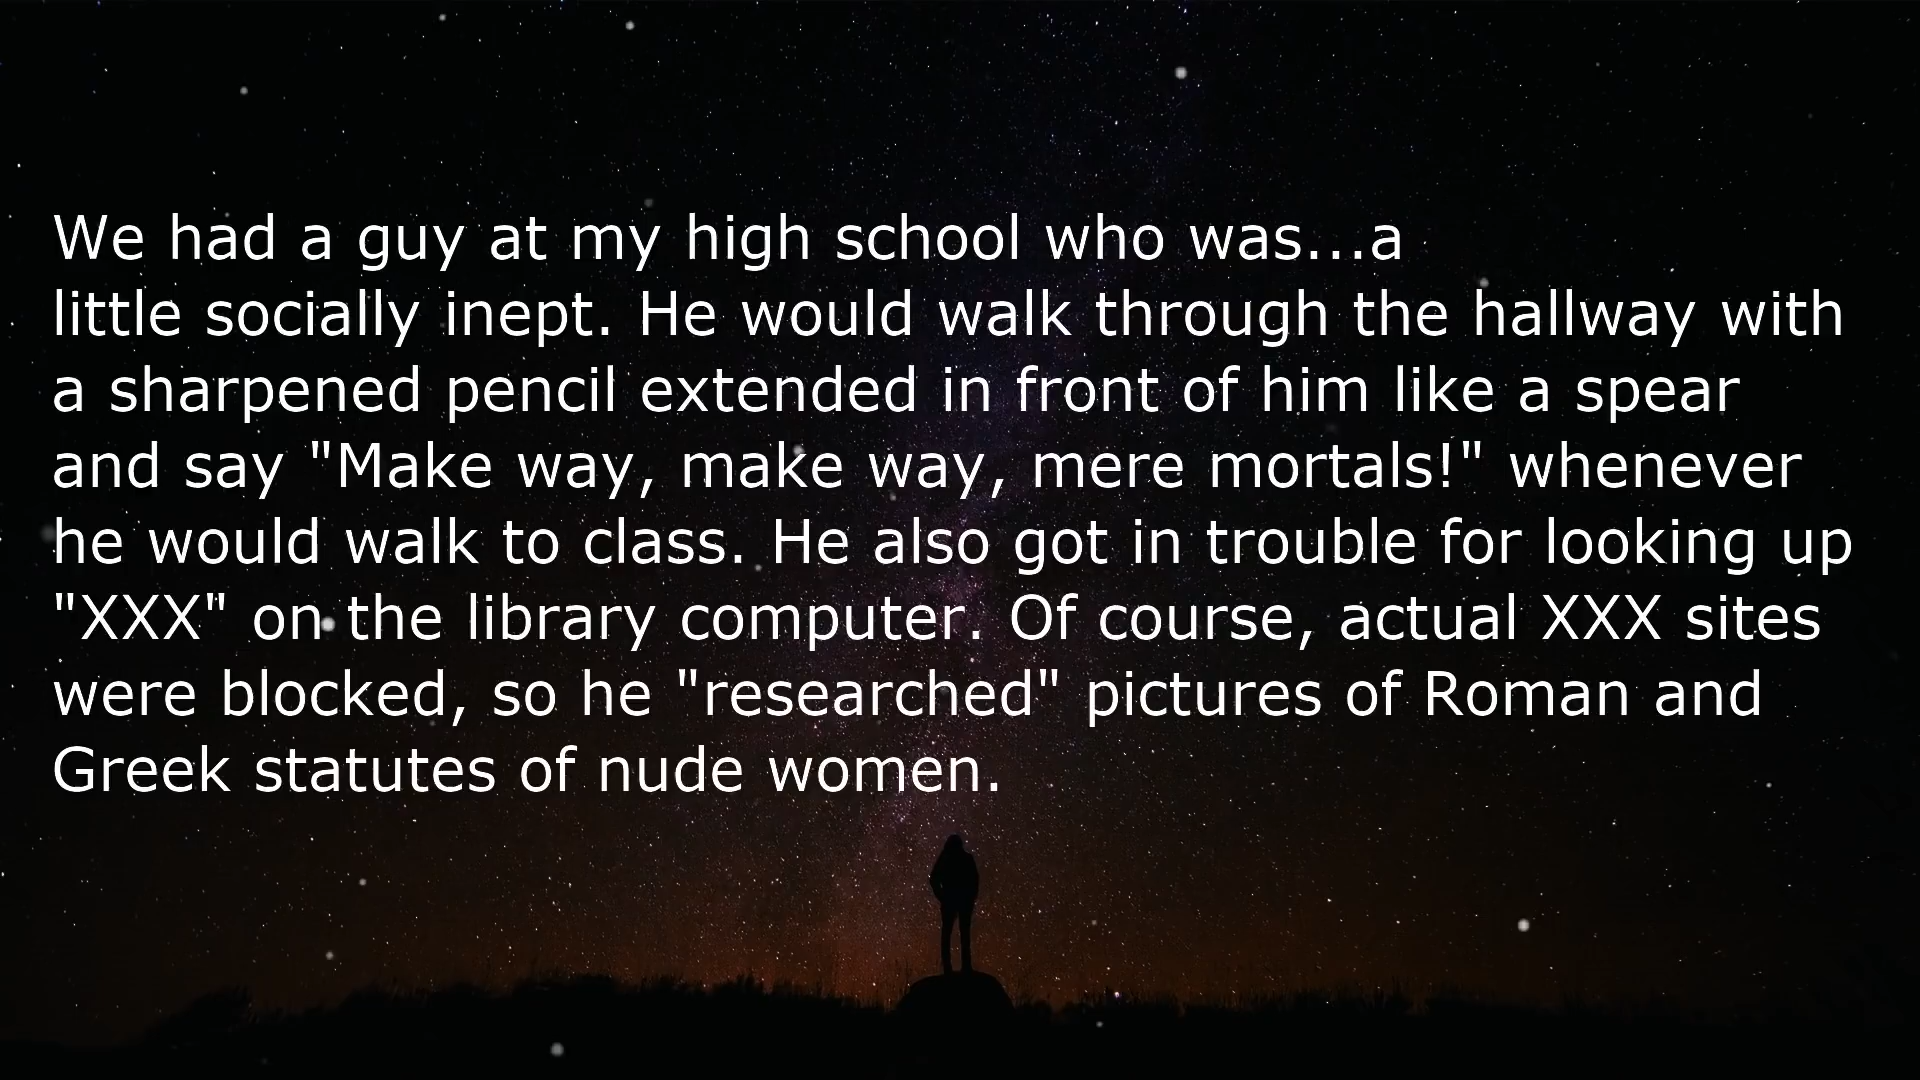 We had a guy at my high school who was...a
little socially inept. He would walk through the hallway with
a sharpened pencil extended in front of him like a spear
and say "Make way, make way, mere mortals!" whenever
he would walk to class. He also got in trouble for looking up
"XXX" on the library computer. Of course, actual XXX sites
were blocked, so he "researched" pictures of Roman and
Greek statutes of nude women.